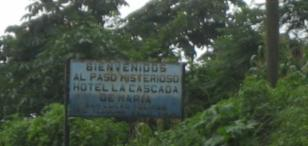 BIENVENIDOS
AL PASO MISTERIOSO
HOTEL LA CASCADA
DE MARIA